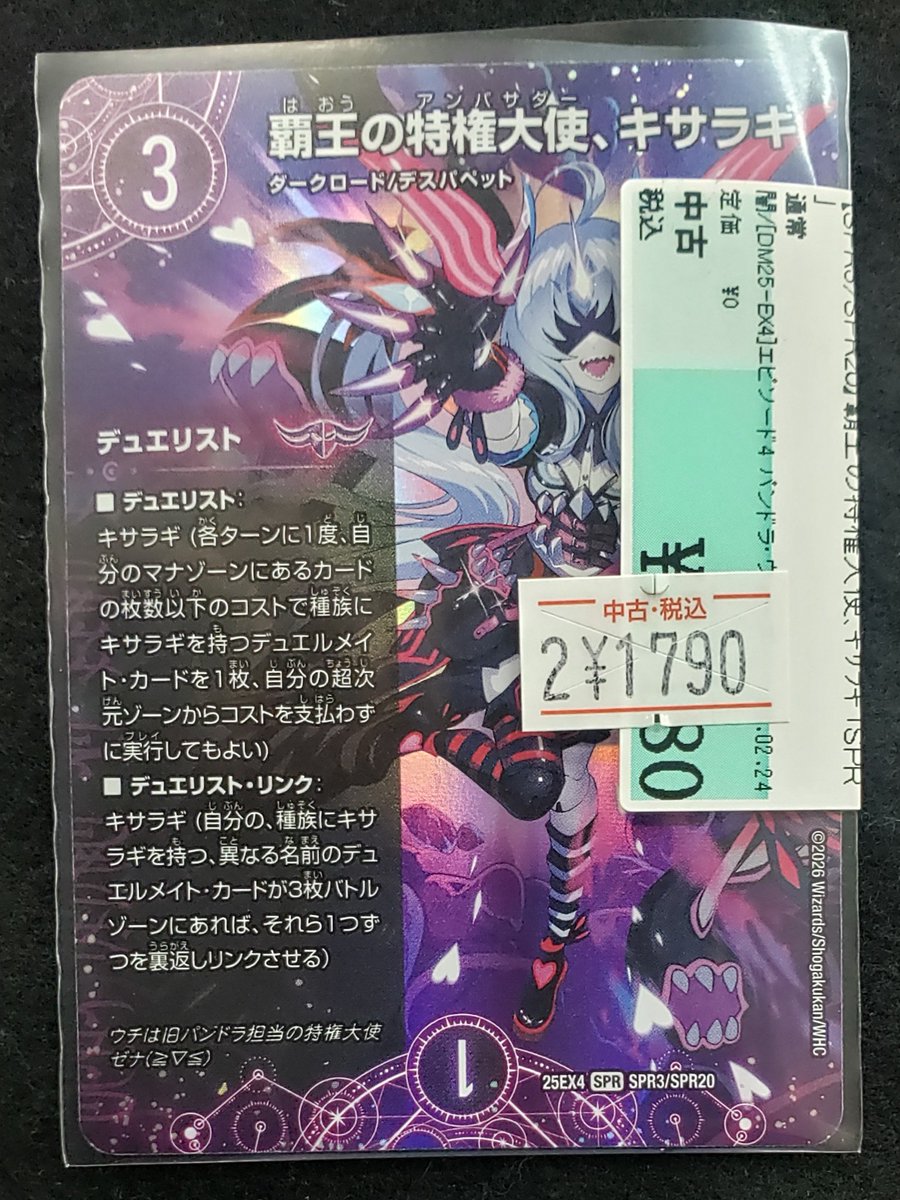 3
はおう アンバサダー
覇王の特権大使、キサラギ
ダークロード/デスパペット
デュエリスト
■ デュエリスト:
キサラギ (各ターンに1度、自
分のマナゾーンにあるカード
の枚数以下のコストで種族に
キサラギを持つデュエルメイ
ト・カードを1枚、自分の超次
元ゾーンからコストを支払わず
に実行してもよい)
■ デュエリスト・リンク:
キサラギ (自分の、種族にキサ
ラギを持つ、異なる名前のデュ
エルメイト・カードが3枚バトル
ゾーンにあれば、それら1つず
つを裏返しリンクさせる)
ウチは旧パンドラ担当の特権大使
ゼナ(≧∇≦)
1
25EX4 SPR SPR3/SPR20
©2026 Wizards/Shogakukan/WHC
通常
闇/[DM25-EX4]エピソード4 パンドラ・ウ
定価 ¥0
中古
税込
80
.02.24
中古・税込
2¥1790